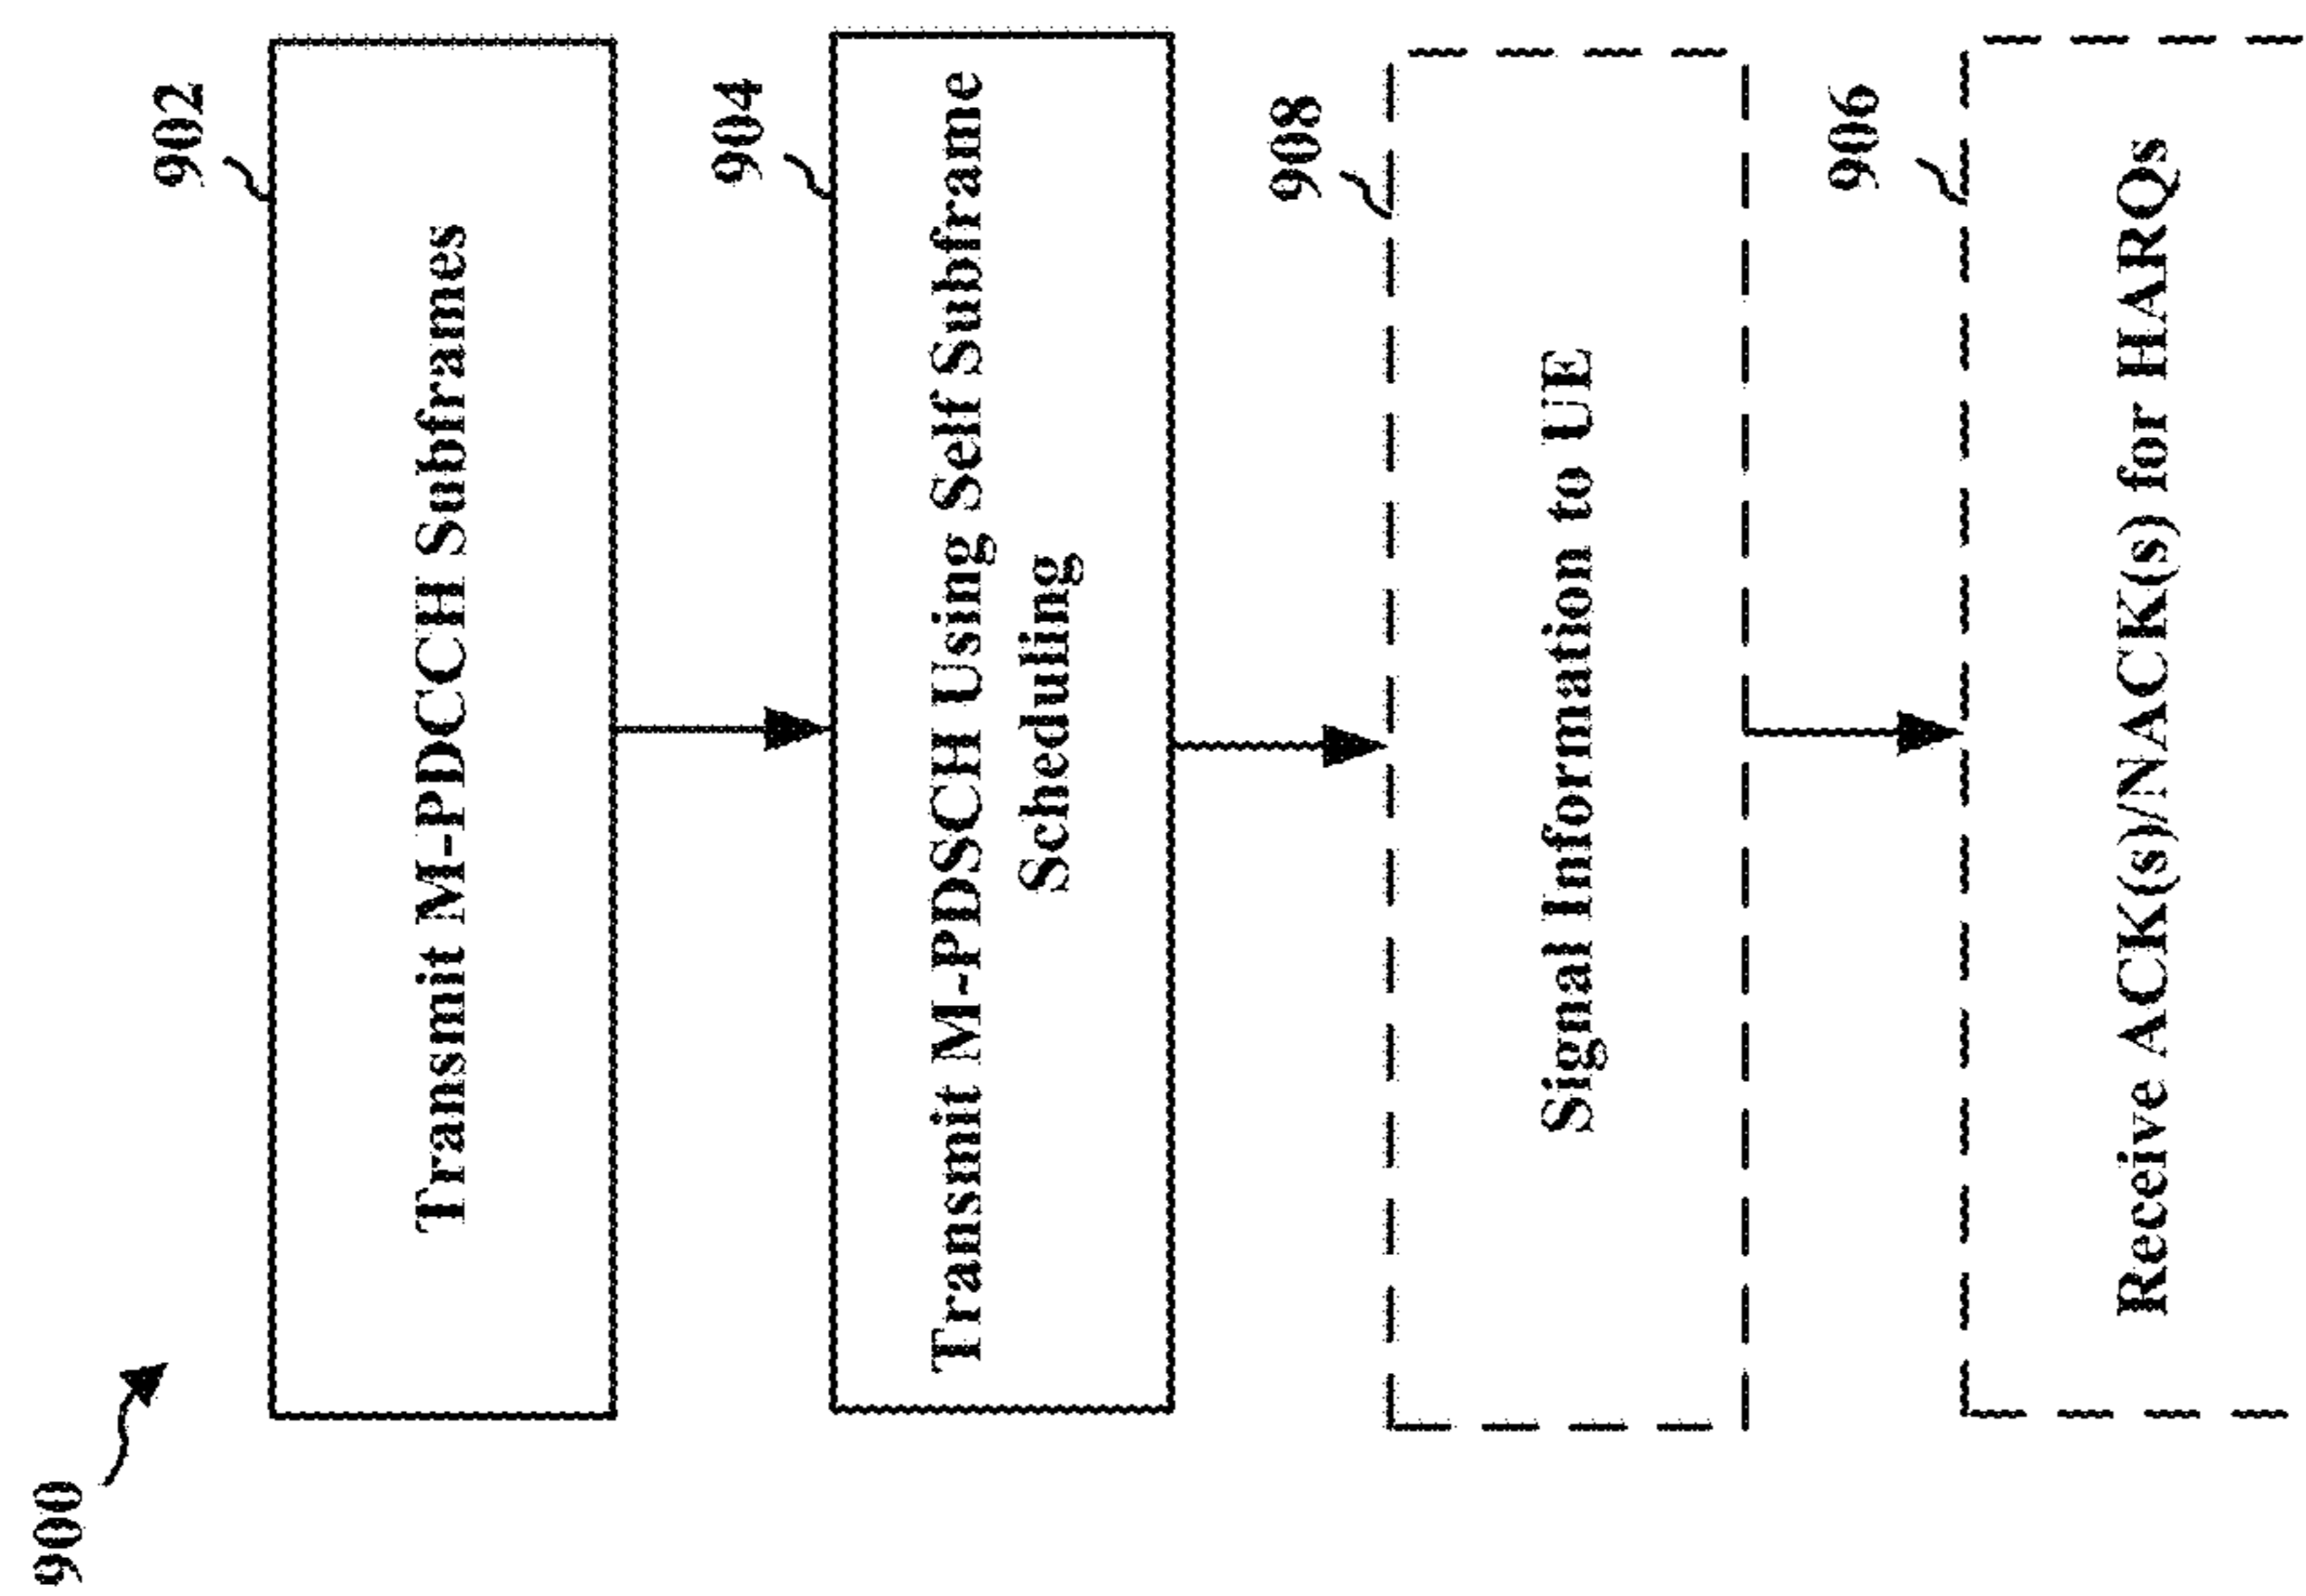 900
902
Transmit M-PDCCH Subframes
904
Transmit M-PDSCH Using Self Subframe
Scheduling
908
Signal Information to UE
906
Receive ACK(s)/NACK(s) for HARQs